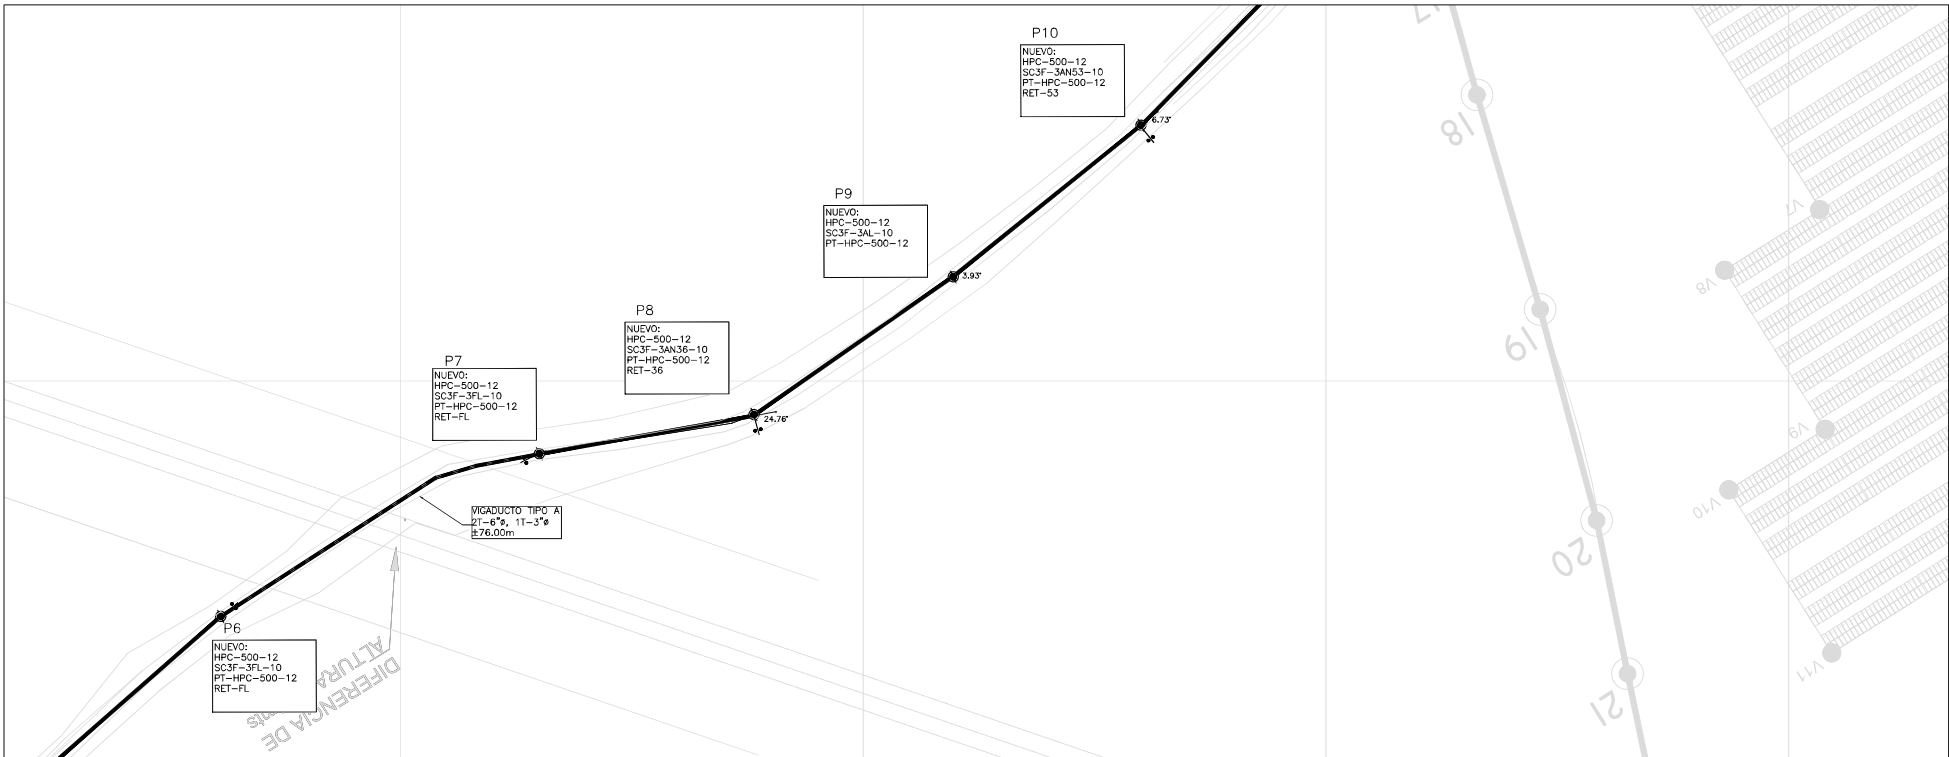 P10
NUEVO:
HPC-500-12
SC3F-3AN53-10
PT-HPC-500-12
RET-53
6.73°
P9
NUEVO:
HPC-500-12
SC3F-3AL-10
PT-HPC-500-12
3.93°
P8
NUEVO:
HPC-500-12
SC3F-3AN36-10
PT-HPC-500-12
RET-36
24.76°
P7
NUEVO:
HPC-500-12
SC3F-3FL-10
PT-HPC-500-12
RET-FL
VIGADUCTO TIPO A
2T-6"ø, 1T-3"ø
±76.00m
P6
NUEVO:
HPC-500-12
SC3F-3FL-10
PT-HPC-500-12
RET-FL
DIFERENCIA DE
ALTURA
mts
17
18
19
20
21
V7
V8
V9
V10
V11